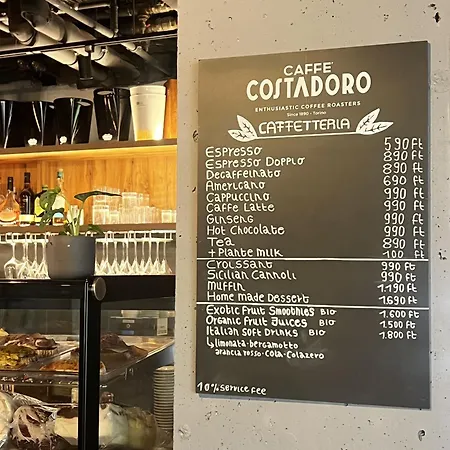 CAFFÈ
COSTADORO
ENTHUSIASTIC COFFEE ROASTERS
Since 1890 - Torino
CAFFETTERIA
Espresso 590 Ft
Espresso Doppio 890 Ft
Decaffeinato 890 Ft
Americano 690 Ft
Cappuccino 990 Ft
Caffe Latte 990 Ft
Ginseng 990 Ft
Hot Chocolate 990 Ft
Tea 890 Ft
+ Plante Milk 100 Ft
Croissant 990 Ft
Sicilian Cannoli 990 Ft
Muffin 1.190 Ft
Home made Dessert 1.690 Ft
Exotic Fruit Smoothies BIO 1.600 Ft
Organic Fruit Juices BIO 1.500 Ft
Italian Soft Drinks BIO 1.800 Ft
↳ limonata · bergamotto
arancia rosso · cola · colazero
10% SERVICE FEE